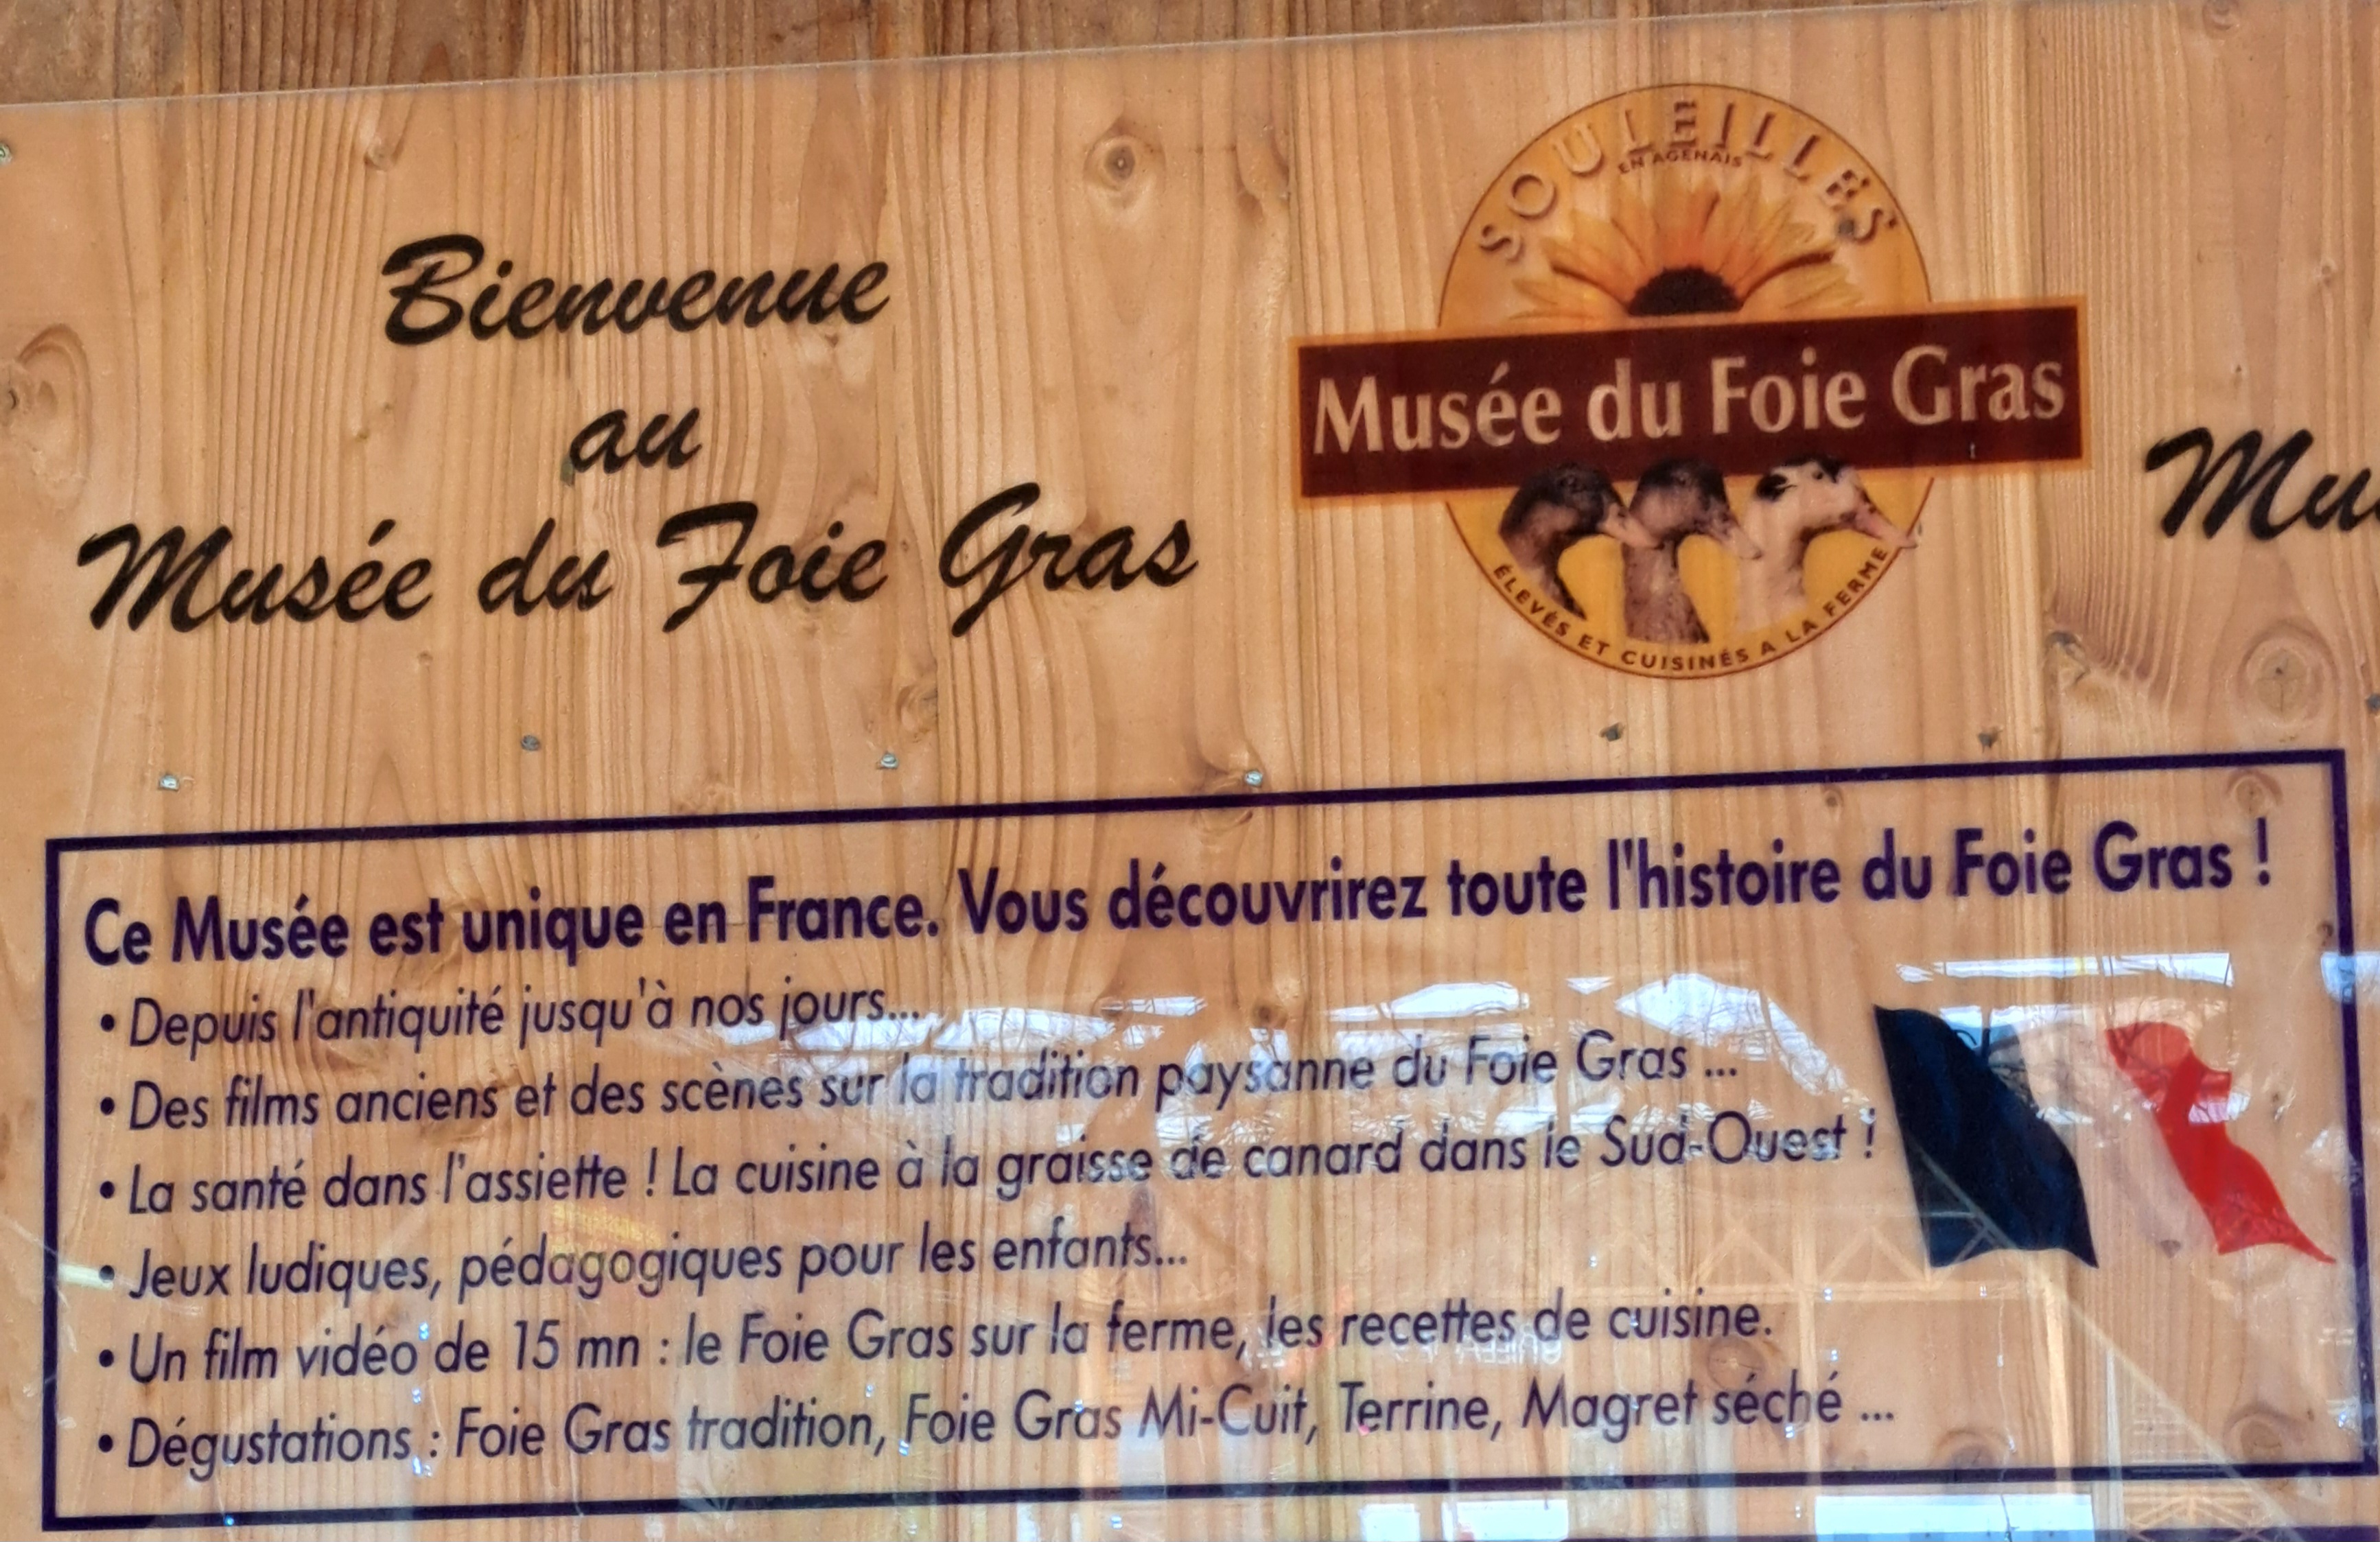 Bienvenue
au
Musée du Foie Gras
SOULEILLES
EN AGENAIS
Musée du Foie Gras
ÉLEVÉS ET CUISINÉS A LA FERME
Mu
Ce Musée est unique en France. Vous découvrirez toute l'histoire du Foie Gras !
• Depuis l'antiquité jusqu'à nos jours...
• Des films anciens et des scènes sur la tradition paysanne du Foie Gras ...
• La santé dans l'assiette ! La cuisine à la graisse de canard dans le Sud-Ouest !
• Jeux ludiques, pédagogiques pour les enfants...
• Un film vidéo de 15 mn : le Foie Gras sur la ferme, les recettes de cuisine.
• Dégustations : Foie Gras tradition, Foie Gras Mi-Cuit, Terrine, Magret séché ...